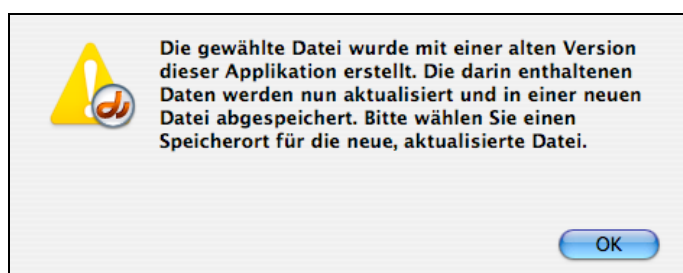 Die gewählte Datei wurde mit einer alten Version
dieser Applikation erstellt. Die darin enthaltenen
Daten werden nun aktualisiert und in einer neuen
Datei abgespeichert. Bitte wählen Sie einen
Speicherort für die neue, aktualisierte Datei.
OK